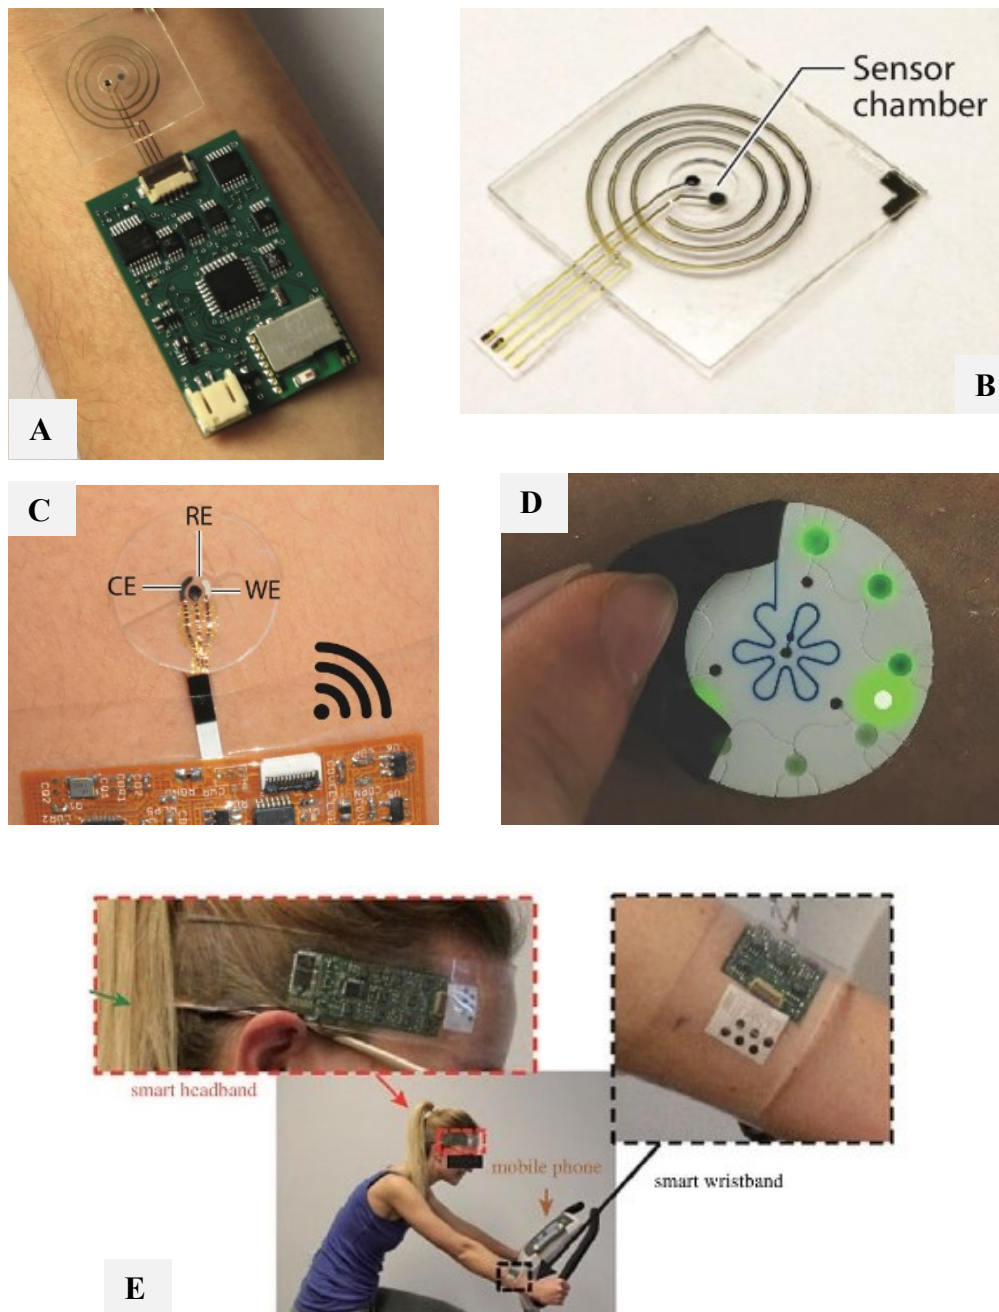 A
Sensor
chamber
B
C
RE
CE
WE
D
smart headband
mobile phone
smart wristband
E